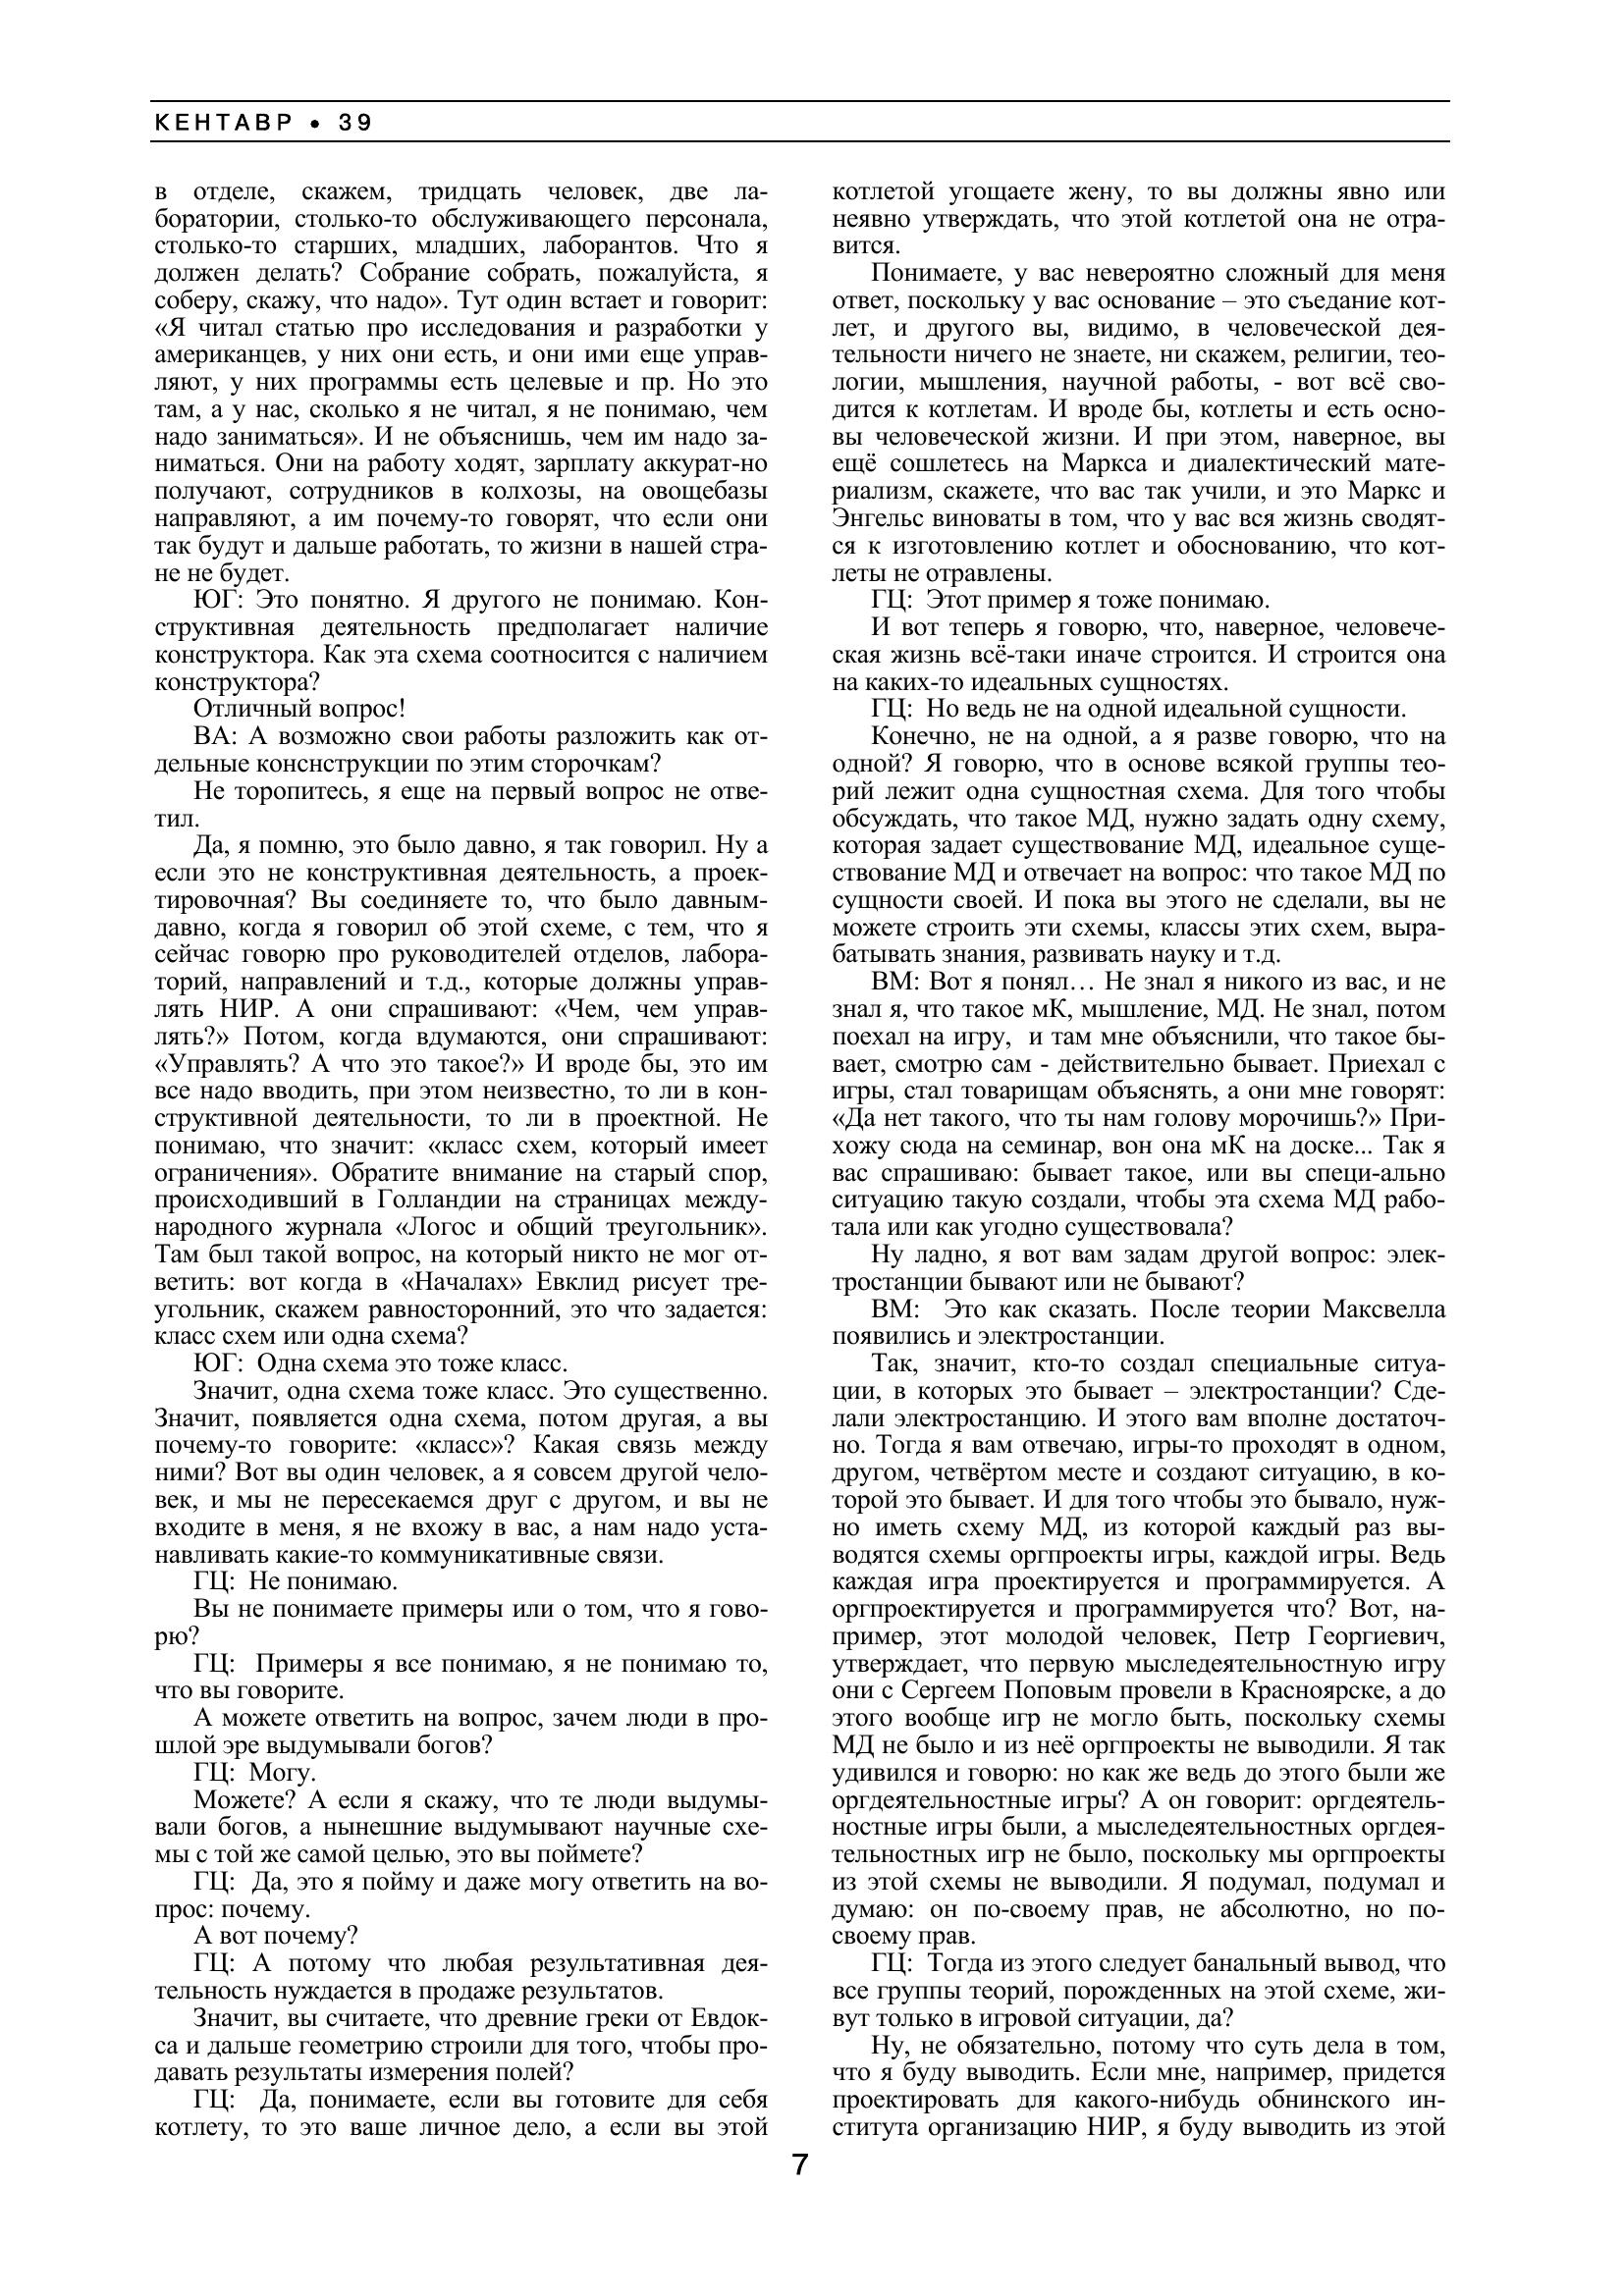 КЕНТАВР • 39
в отделе, скажем, тридцать человек, две ла-
боратории, столько-то обслуживающего персонала,
столько-то старших, младших, лаборантов. Что я
должен делать? Собрание собрать, пожалуйста, я
соберу, скажу, что надо». Тут один встает и говорит:
«Я читал статью про исследования и разработки у
американцев, у них они есть, и они ими еще управ-
ляют, у них программы есть целевые и пр. Но это
там, а у нас, сколько я не читал, я не понимаю, чем
надо заниматься». И не объяснишь, чем им надо за-
ниматься. Они на работу ходят, зарплату аккурат-но
получают, сотрудников в колхозы, на овощебазы
направляют, а им почему-то говорят, что если они
так будут и дальше работать, то жизни в нашей стра-
не не будет.
ЮГ: Это понятно. Я другого не понимаю. Кон-
структивная деятельность предполагает наличие
конструктора. Как эта схема соотносится с наличием
конструктора?
Отличный вопрос!
ВА: А возможно свои работы разложить как от-
дельные конснструкции по этим сторочкам?
Не торопитесь, я еще на первый вопрос не отве-
тил.
Да, я помню, это было давно, я так говорил. Ну а
если это не конструктивная деятельность, а проек-
тировочная? Вы соединяете то, что было давным-
давно, когда я говорил об этой схеме, с тем, что я
сейчас говорю про руководителей отделов, лабора-
торий, направлений и т.д., которые должны управ-
лять НИР. А они спрашивают: «Чем, чем управ-
лять?» Потом, когда вдумаются, они спрашивают:
«Управлять? А что это такое?» И вроде бы, это им
все надо вводить, при этом неизвестно, то ли в кон-
структивной деятельности, то ли в проектной. Не
понимаю, что значит: «класс схем, который имеет
ограничения». Обратите внимание на старый спор,
происходивший в Голландии на страницах между-
народного журнала «Логос и общий треугольник».
Там был такой вопрос, на который никто не мог от-
ветить: вот когда в «Началах» Евклид рисует тре-
угольник, скажем равносторонний, это что задается:
класс схем или одна схема?
ЮГ: Одна схема это тоже класс.
Значит, одна схема тоже класс. Это существенно.
Значит, появляется одна схема, потом другая, а вы
почему-то говорите: «класс»? Какая связь между
ними? Вот вы один человек, а я совсем другой чело-
век, и мы не пересекаемся друг с другом, и вы не
входите в меня, я не вхожу в вас, а нам надо уста-
навливать какие-то коммуникативные связи.
ГЦ: Не понимаю.
Вы не понимаете примеры или о том, что я гово-
рю?
ГЦ: Примеры я все понимаю, я не понимаю то,
что вы говорите.
А можете ответить на вопрос, зачем люди в про-
шлой эре выдумывали богов?
ГЦ: Могу.
Можете? А если я скажу, что те люди выдумы-
вали богов, а нынешние выдумывают научные схе-
мы с той же самой целью, это вы поймете?
ГЦ: Да, это я пойму и даже могу ответить на во-
прос: почему.
А вот почему?
ГЦ: А потому что любая результативная дея-
тельность нуждается в продаже результатов.
Значит, вы считаете, что древние греки от Евдок-
са и дальше геометрию строили для того, чтобы про-
давать результаты измерения полей?
ГЦ: Да, понимаете, если вы готовите для себя
котлету, то это ваше личное дело, а если вы этой
котлетой угощаете жену, то вы должны явно или
неявно утверждать, что этой котлетой она не отра-
вится.
Понимаете, у вас невероятно сложный для меня
ответ, поскольку у вас основание – это съедание кот-
лет, и другого вы, видимо, в человеческой дея-
тельности ничего не знаете, ни скажем, религии, тео-
логии, мышления, научной работы, - вот всё сво-
дится к котлетам. И вроде бы, котлеты и есть осно-
вы человеческой жизни. И при этом, наверное, вы
ещё сошлетесь на Маркса и диалектический мате-
риализм, скажете, что вас так учили, и это Маркс и
Энгельс виноваты в том, что у вас вся жизнь сводят-
ся к изготовлению котлет и обоснованию, что кот-
леты не отравлены.
ГЦ: Этот пример я тоже понимаю.
И вот теперь я говорю, что, наверное, человече-
ская жизнь всё-таки иначе строится. И строится она
на каких-то идеальных сущностях.
ГЦ: Но ведь не на одной идеальной сущности.
Конечно, не на одной, а я разве говорю, что на
одной? Я говорю, что в основе всякой группы тео-
рий лежит одна сущностная схема. Для того чтобы
обсуждать, что такое МД, нужно задать одну схему,
которая задает существование МД, идеальное суще-
ствование МД и отвечает на вопрос: что такое МД по
сущности своей. И пока вы этого не сделали, вы не
можете строить эти схемы, классы этих схем, выра-
батывать знания, развивать науку и т.д.
ВМ: Вот я понял… Не знал я никого из вас, и не
знал я, что такое мК, мышление, МД. Не знал, потом
поехал на игру, и там мне объяснили, что такое бы-
вает, смотрю сам - действительно бывает. Приехал с
игры, стал товарищам объяснять, а они мне говорят:
«Да нет такого, что ты нам голову морочишь?» При-
хожу сюда на семинар, вон она мК на доске... Так я
вас спрашиваю: бывает такое, или вы специ-ально
ситуацию такую создали, чтобы эта схема МД рабо-
тала или как угодно существовала?
Ну ладно, я вот вам задам другой вопрос: элек-
тростанции бывают или не бывают?
ВМ: Это как сказать. После теории Максвелла
появились и электростанции.
Так, значит, кто-то создал специальные ситуа-
ции, в которых это бывает – электростанции? Сде-
лали электростанцию. И этого вам вполне достаточ-
но. Тогда я вам отвечаю, игры-то проходят в одном,
другом, четвёртом месте и создают ситуацию, в ко-
торой это бывает. И для того чтобы это бывало, нуж-
но иметь схему МД, из которой каждый раз вы-
водятся схемы оргпроекты игры, каждой игры. Ведь
каждая игра проектируется и программируется. А
оргпроектируется и программируется что? Вот, на-
пример, этот молодой человек, Петр Георгиевич,
утверждает, что первую мыследеятельностную игру
они с Сергеем Поповым провели в Красноярске, а до
этого вообще игр не могло быть, поскольку схемы
МД не было и из неё оргпроекты не выводили. Я так
удивился и говорю: но как же ведь до этого были же
оргдеятельностные игры? А он говорит: оргдеятель-
ностные игры были, а мыследеятельностных оргдея-
тельностных игр не было, поскольку мы оргпроекты
из этой схемы не выводили. Я подумал, подумал и
думаю: он по-своему прав, не абсолютно, но по-
своему прав.
ГЦ: Тогда из этого следует банальный вывод, что
все группы теорий, порожденных на этой схеме, жи-
вут только в игровой ситуации, да?
Ну, не обязательно, потому что суть дела в том,
что я буду выводить. Если мне, например, придется
проектировать для какого-нибудь обнинского ин-
ститута организацию НИР, я буду выводить из этой
7